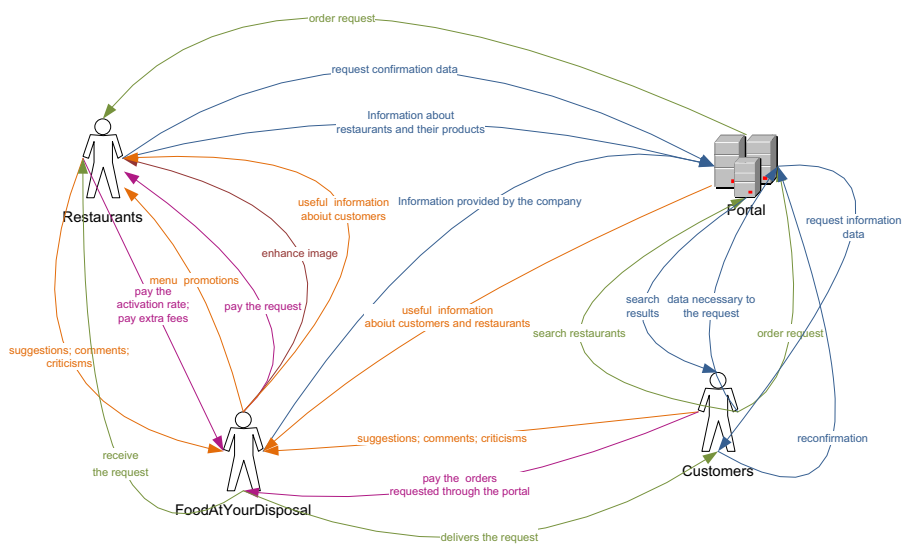 order request
request confirmation data
Information about
restaurants and their products
Restaurants
Portal
useful  information
aboiut customers
Information provided by the company
request information
data
enhance image
menu  promotions
pay the
activation rate;
pay extra fees
pay the request
search
results
data necessary to
the request
useful  information
aboiut customers and restaurants
search restaurants
order request
suggestions; comments;
criticisms
suggestions; comments; criticisms
reconfirmation
receive
the request
Customers
pay the  orders
requested through the portal
FoodAtYourDisposal
delivers the request